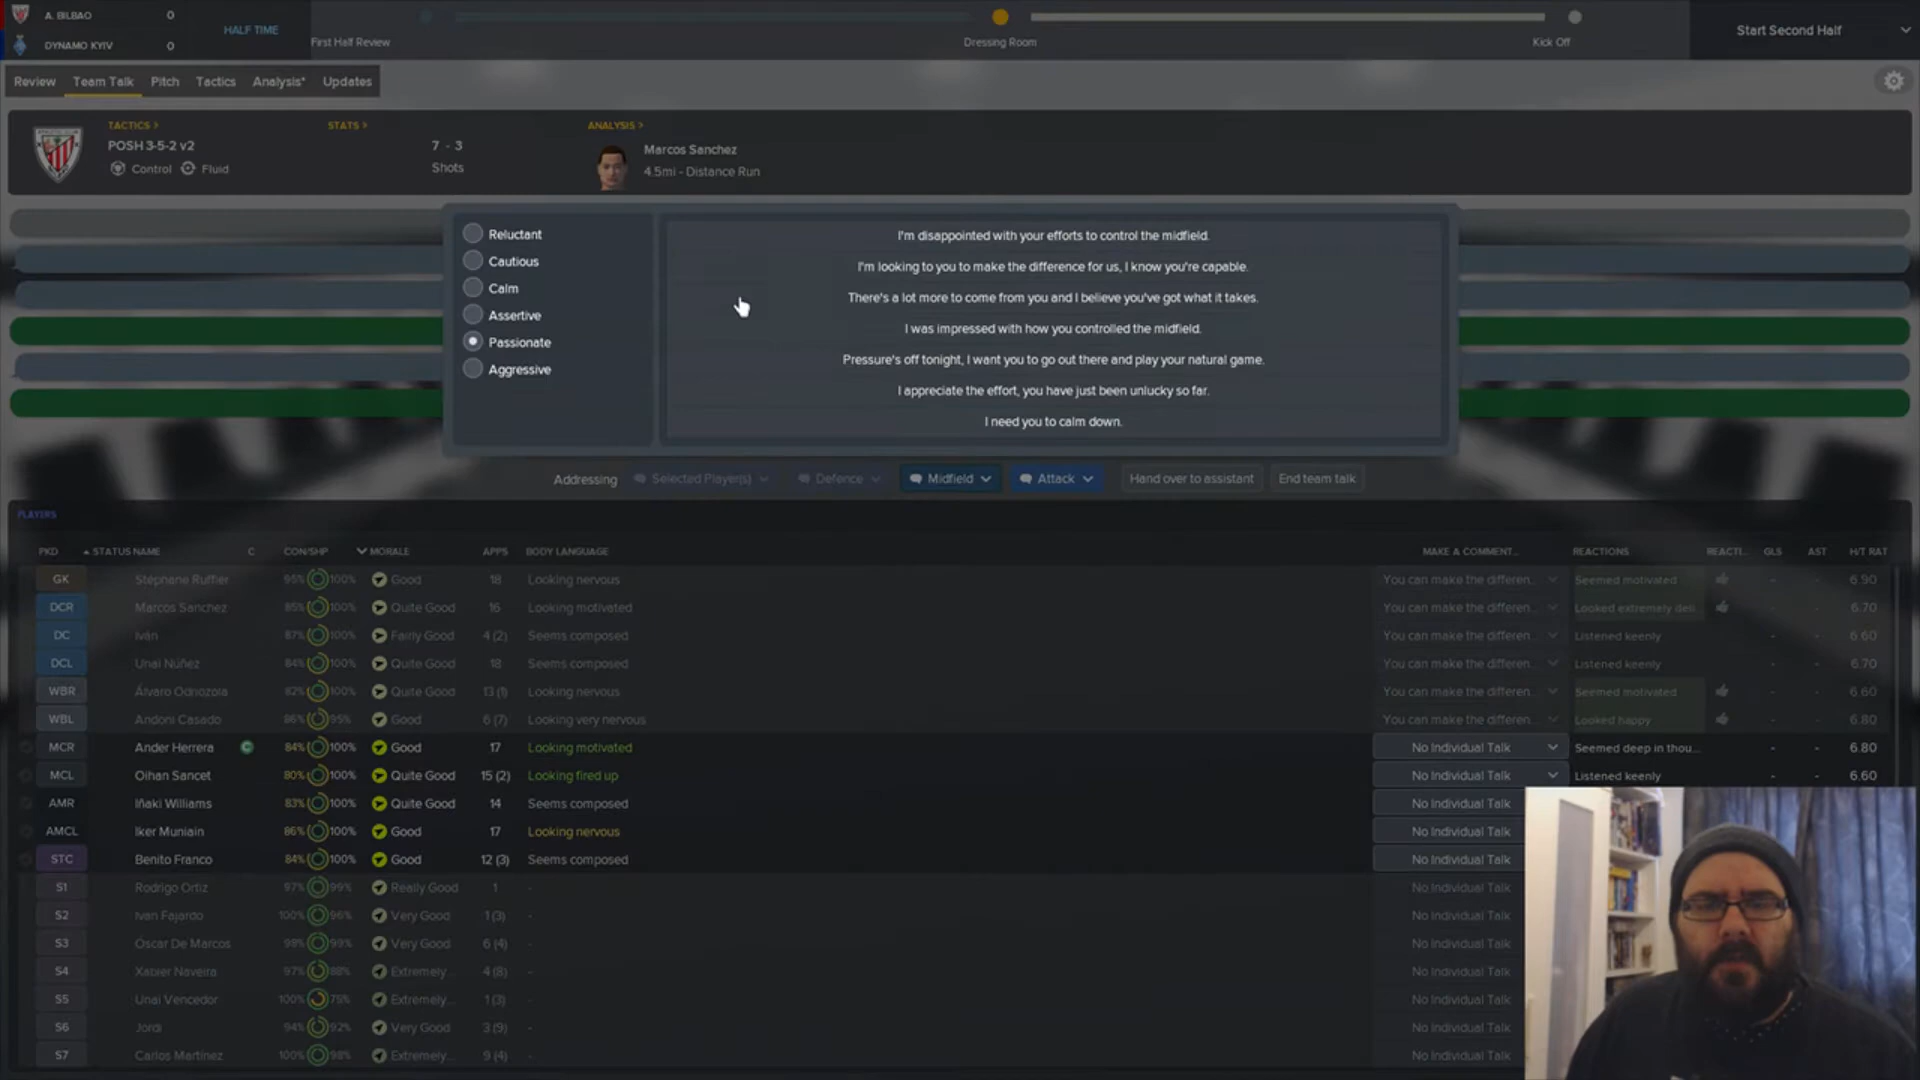 A. BILBAO 0
DYNAMO KYIV 0
HALF TIME
First Half Review
Dressing Room
Kick Off
Start Second Half
Review Team Talk Pitch Tactics Analysis* Updates
TACTICS >
POSH 3-5-2 v2
Control Fluid
STATS >
7 - 3
Shots
ANALYSIS >
Marcos Sanchez
4.5mi - Distance Run
Reluctant
Cautious
Calm
Assertive
Passionate
Aggressive
I'm disappointed with your efforts to control the midfield.
I'm looking to you to make the difference for us, I know you're capable.
There's a lot more to come from you and I believe you've got what it takes.
I was impressed with how you controlled the midfield.
Pressure's off tonight, I want you to go out there and play your natural game.
I appreciate the effort, you have just been unlucky so far.
I need you to calm down.
Addressing Selected Player(s) Defence Midfield Attack Hand over to assistant End team talk
PLAYERS
PKD STATUS NAME C CON/SHP MORALE APPS BODY LANGUAGE MAKE A COMMENT... REACTIONS REACTI... GLS AST H/T RAT
GK Stéphane Ruffier 95% 100% Good 18 Looking nervous You can make the differen... Seemed motivated - - 6.90
DCR Marcos Sanchez 85% 100% Quite Good 16 Looking motivated You can make the differen... Looked extremely deli - - 6.70
DC Iván 87% 100% Fairly Good 4 (2) Seems composed You can make the differen... Listened keenly - - 6.60
DCL Unai Núñez 84% 100% Quite Good 18 Seems composed You can make the differen... Listened keenly - - 6.70
WBR Álvaro Odriozola 82% 100% Quite Good 13 (1) Looking nervous You can make the differen... Seemed motivated - - 6.60
WBL Andoni Casado 86% 95% Good 6 (7) Looking very nervous You can make the differen... Looked happy - - 6.80
MCR Ander Herrera C 84% 100% Good 17 Looking motivated No Individual Talk Seemed deep in thou... - - 6.80
MCL Oihan Sancet 80% 100% Quite Good 15 (2) Looking fired up No Individual Talk Listened keenly - - 6.60
AMR Iñaki Williams 83% 100% Quite Good 14 Seems composed No Individual Talk
AMCL Iker Muniain 86% 100% Good 17 Looking nervous No Individual Talk
STC Benito Franco 84% 100% Good 12 (3) Seems composed No Individual Talk
S1 Rodrigo Ortiz 97% 99% Really Good 1 - No Individual Talk
S2 Ivan Fajardo 100% 96% Very Good 1 (3) - No Individual Talk
S3 Óscar De Marcos 98% 99% Very Good 6 (4) - No Individual Talk
S4 Xabier Naveira 97% 88% Extremely... 4 (8) - No Individual Talk
S5 Unai Vencedor 100% 75% Extremely... 1 (3) - No Individual Talk
S6 Jordi 94% 92% Very Good 3 (9) - No Individual Talk
S7 Carlos Martinez 100% 98% Extremely... 9 (4) - No Individual Talk